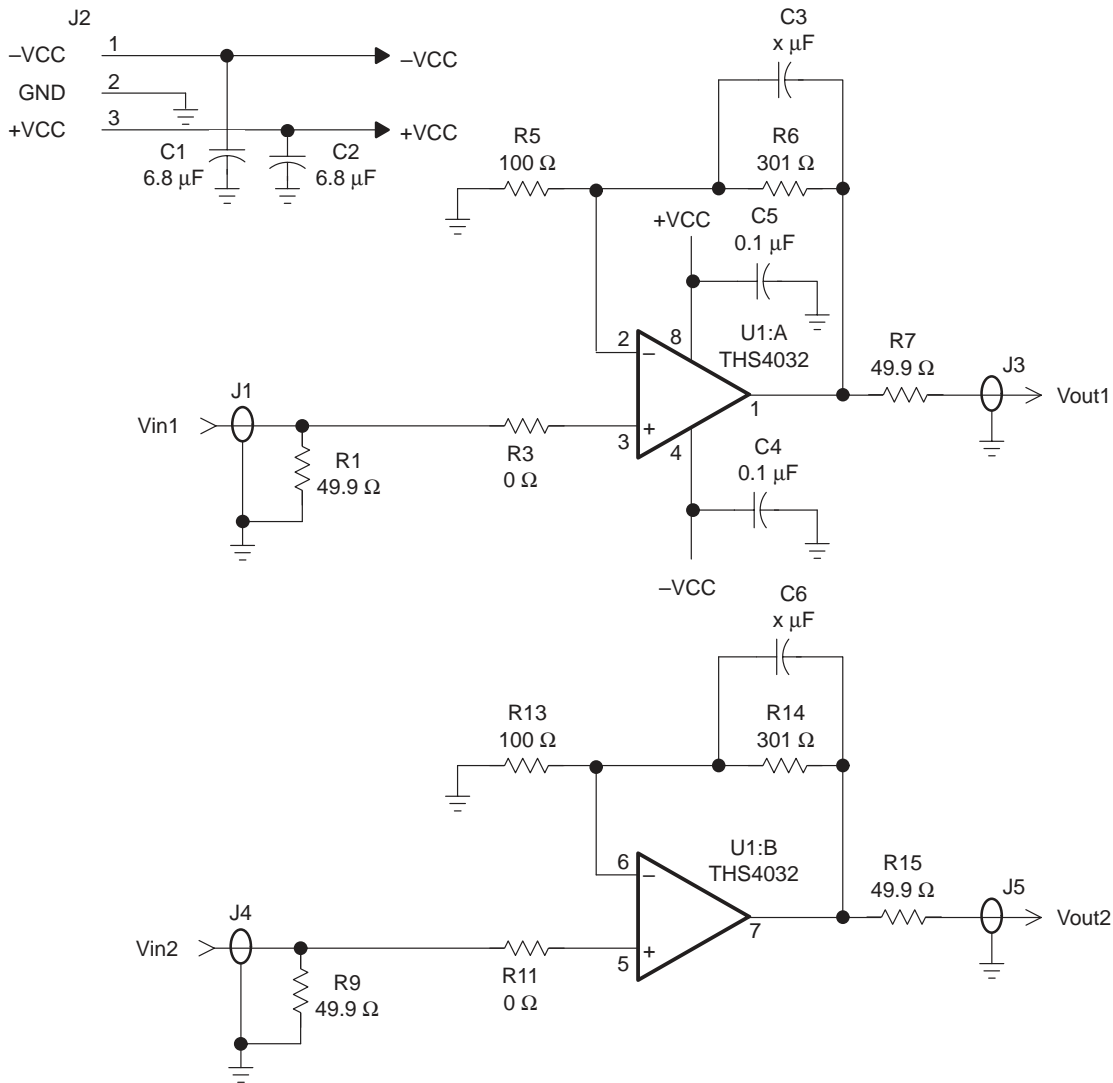 J2
–VCC 1 –VCC
GND 2
+VCC 3 +VCC
C1
6.8 µF
C2
6.8 µF
C3
x µF
R5
100 Ω
R6
301 Ω
+VCC
C5
0.1 µF
U1:A
THS4032
2
–
8
1
3
+
4
R7
49.9 Ω
J3
Vout1
J1
Vin1
R1
49.9 Ω
R3
0 Ω
C4
0.1 µF
–VCC
C6
x µF
R13
100 Ω
R14
301 Ω
U1:B
THS4032
6
–
7
5
+
R15
49.9 Ω
J5
Vout2
J4
Vin2
R9
49.9 Ω
R11
0 Ω